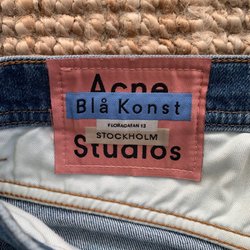 Acne
Blå Konst
FLORAGATAN 13
STOCKHOLM
Studios